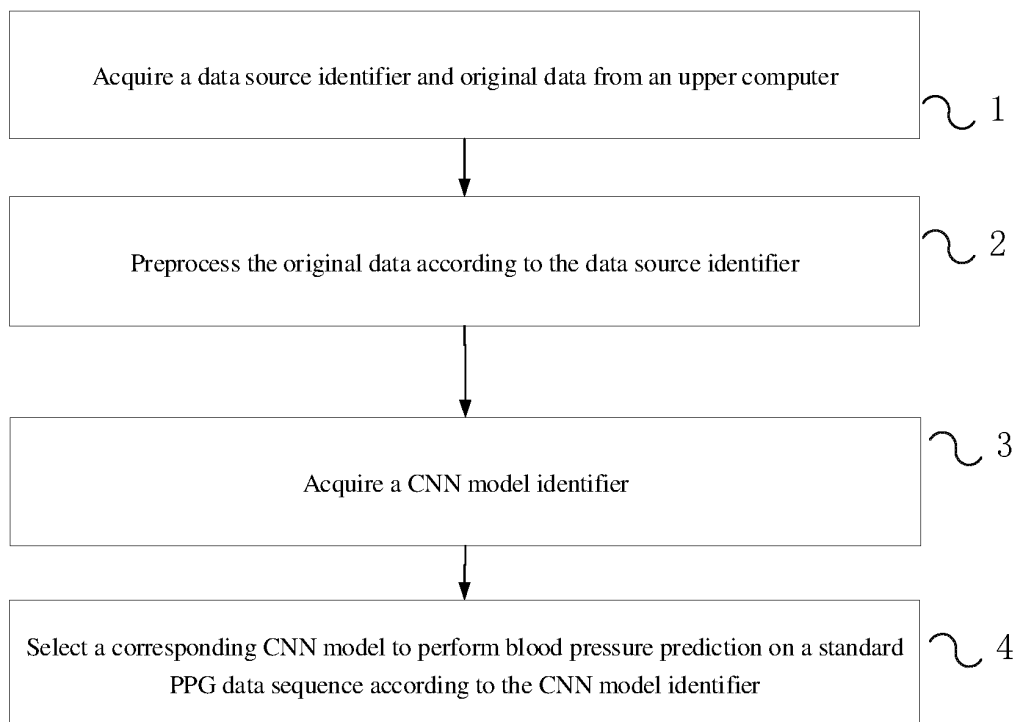 Acquire a data source identifier and original data from an upper computer
1
Preprocess the original data according to the data source identifier
2
Acquire a CNN model identifier
3
Select a corresponding CNN model to perform blood pressure prediction on a standard
PPG data sequence according to the CNN model identifier
4